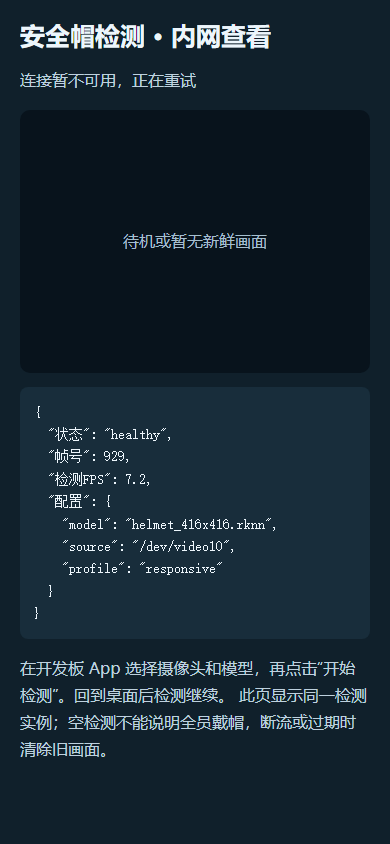 安全帽检测 • 内网查看
连接暂不可用，正在重试
待机或暂无新鲜画面
{
  "状态": "healthy",
  "帧号": 929,
  "检测FPS": 7.2,
  "配置": {
    "model": "helmet_416x416.rknn",
    "source": "/dev/video10",
    "profile": "responsive"
  }
}
在开发板 App 选择摄像头和模型，再点击“开始
检测”。回到桌面后检测继续。 此页显示同一检测
实例；空检测不能说明全员戴帽，断流或过期时
清除旧画面。